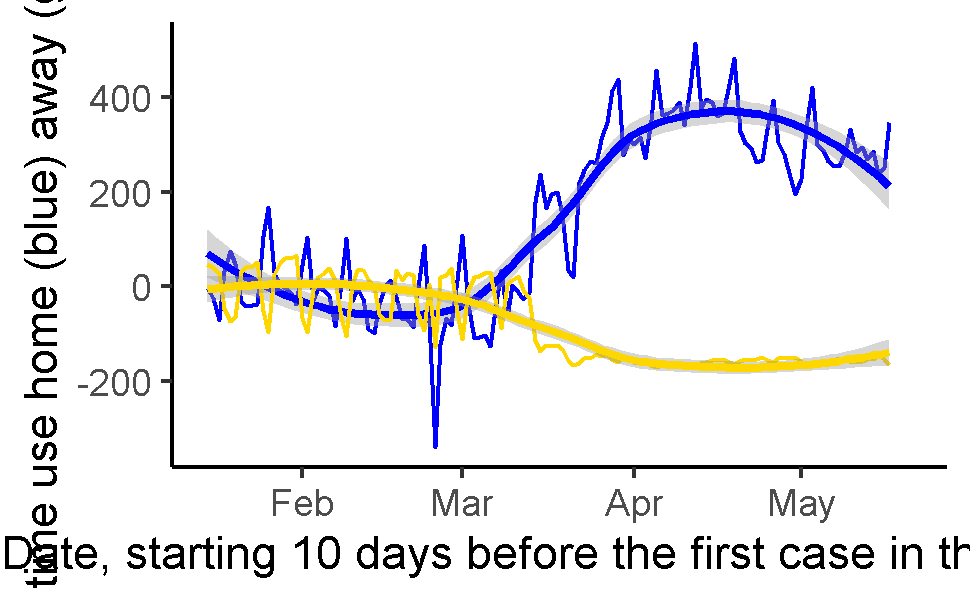 time use home (blue) away (
400
200
0
-200
Feb Mar Apr May
Date, starting 10 days before the first case in th